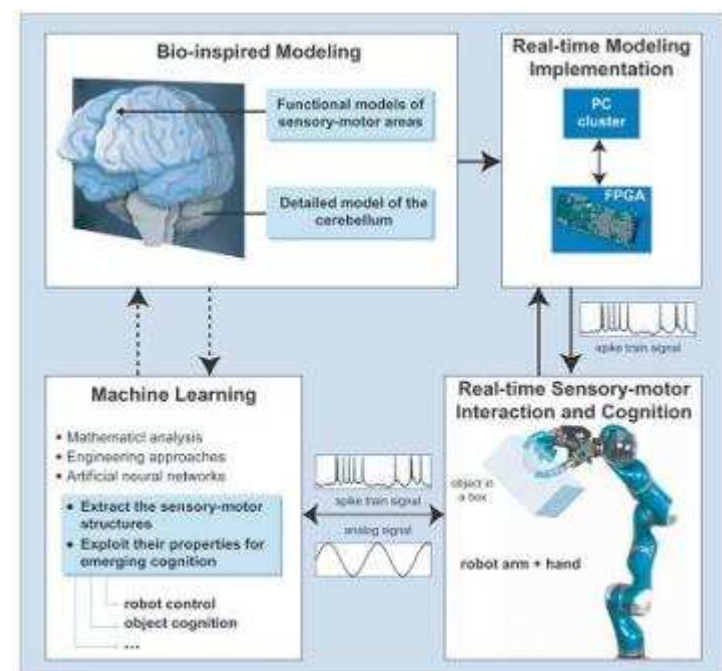 Bio-inspired Modeling
Functional models of
sensory-motor areas
Detailed model of the
cerebellum
Real-time Modeling
Implementation
PC
cluster
FPGA
spike train signal
Machine Learning
• Mathematicl analysis
• Engineering approaches
• Artificial neural networks
• Extract the sensory-motor
structures
• Exploit their properties for
emerging cognition
robot control
object cognition
...
spike train signal
analog signal
Real-time Sensory-motor
Interaction and Cognition
object in
a box
robot arm + hand